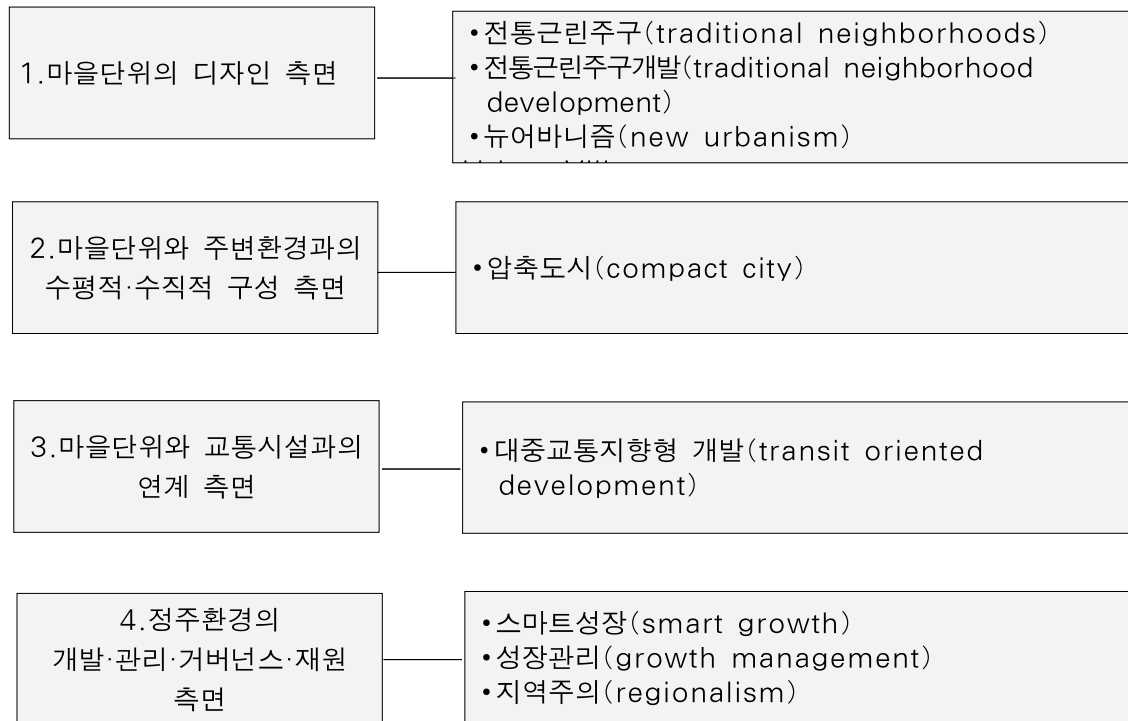 1.마을단위의 디자인 측면
•전통근린주구(traditional neighborhoods)
•전통근린주구개발(traditional neighborhood
development)
•뉴어바니즘(new urbanism)
2.마을단위와 주변환경과의
수평적·수직적 구성 측면
•압축도시(compact city)
3.마을단위와 교통시설과의
연계 측면
•대중교통지향형 개발(transit oriented
development)
4.정주환경의
개발·관리·거버넌스·재원
측면
•스마트성장(smart growth)
•성장관리(growth management)
•지역주의(regionalism)